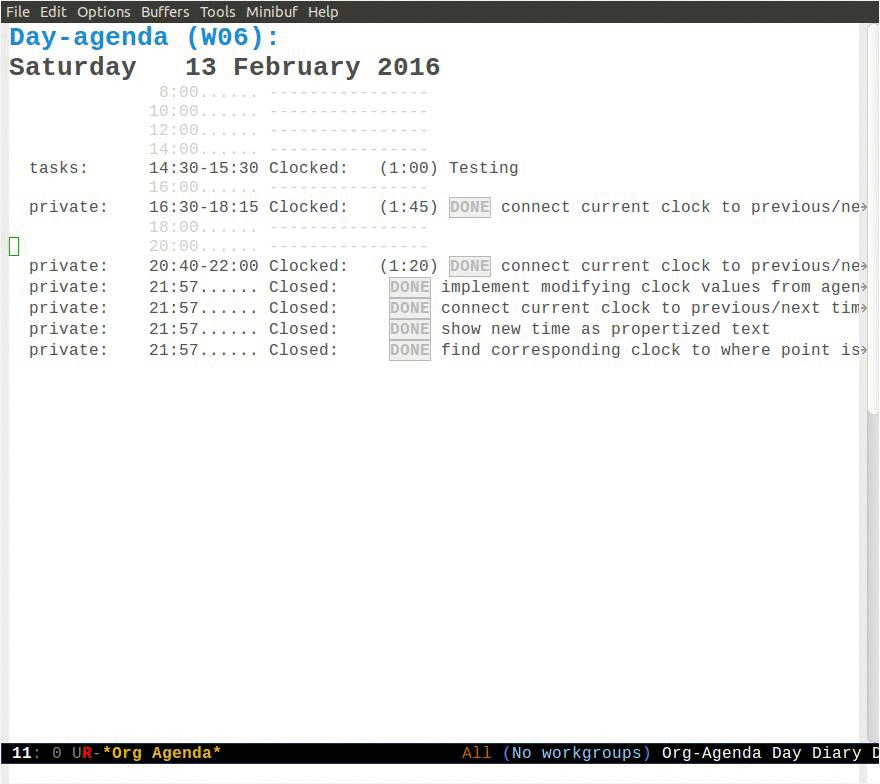 File Edit Options Buffers Tools Minibuf Help
Day-agenda (W06):
Saturday   13 February 2016
8:00...... ----------------
10:00...... ----------------
12:00...... ----------------
14:00...... ----------------
tasks:      14:30-15:30 Clocked:   (1:00) Testing
16:00...... ----------------
private:    16:30-18:15 Clocked:   (1:45) DONE connect current clock to previous/ne
18:00...... ----------------
20:00...... ----------------
private:    20:40-22:00 Clocked:   (1:20) DONE connect current clock to previous/ne
private:    21:57...... Closed:     DONE implement modifying clock values from agen
private:    21:57...... Closed:     DONE connect current clock to previous/next tim
private:    21:57...... Closed:     DONE show new time as propertized text
private:    21:57...... Closed:     DONE find corresponding clock to where point is
11: 0 UR-*Org Agenda* All (No workgroups) Org-Agenda Day Diary D